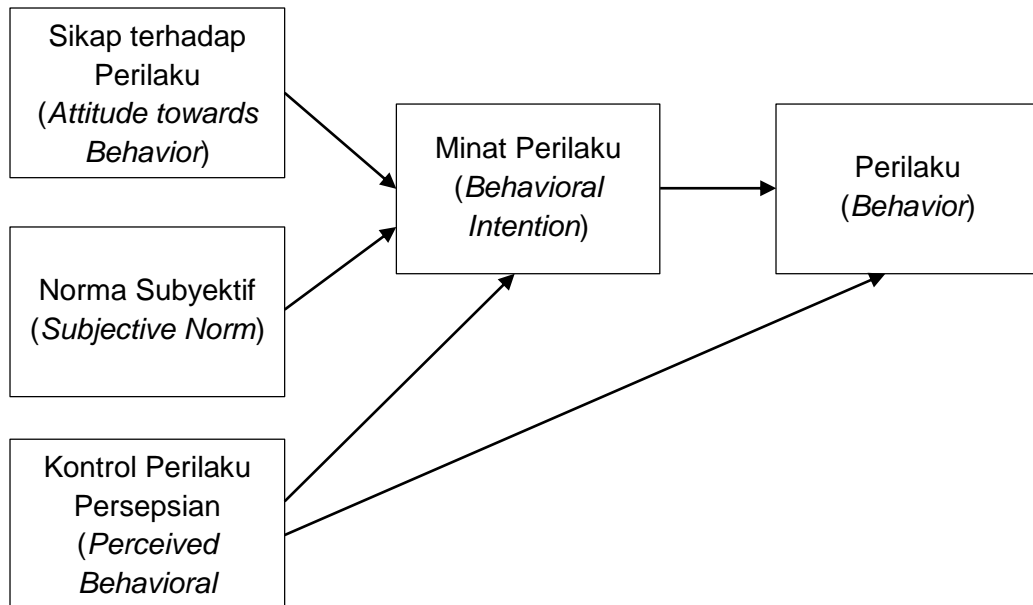 Sikap terhadap
Perilaku
(Attitude towards
Behavior)
Minat Perilaku
(Behavioral
Intention)
Perilaku
(Behavior)
Norma Subyektif
(Subjective Norm)
Kontrol Perilaku
Persepsian
(Perceived
Behavioral